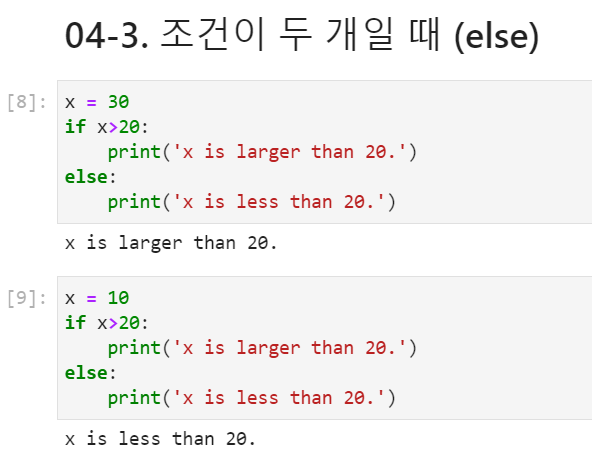 04-3. 조건이 두 개일 때 (else)
[8]: x = 30
if x>20:
    print('x is larger than 20.')
else:
    print('x is less than 20.')
x is larger than 20.
[9]: x = 10
if x>20:
    print('x is larger than 20.')
else:
    print('x is less than 20.')
x is less than 20.